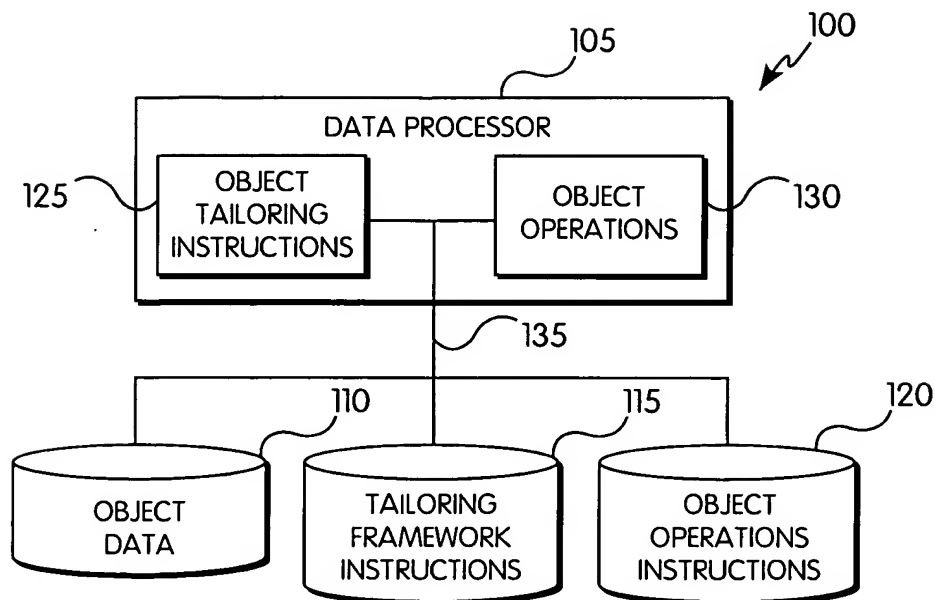 100
105
DATA PROCESSOR
125
OBJECT
TAILORING
INSTRUCTIONS
OBJECT
OPERATIONS
130
135
110
115
120
OBJECT
DATA
TAILORING
FRAMEWORK
INSTRUCTIONS
OBJECT
OPERATIONS
INSTRUCTIONS